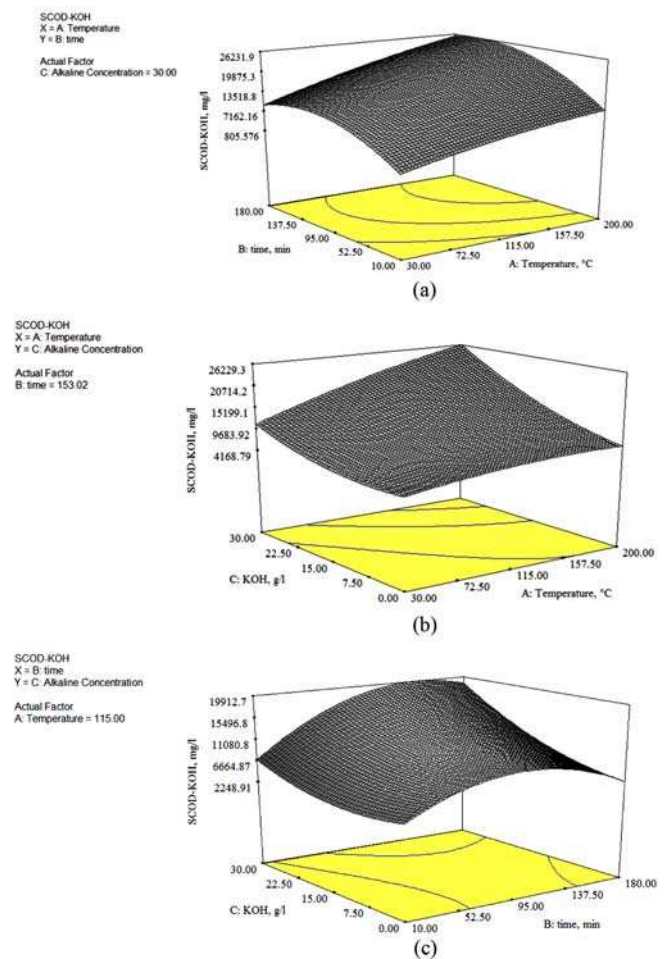 SCOD-KOH
X = A: Temperature
Y = B: time
Actual Factor
C: Alkaline Concentration = 30.00
26231.9
19875.3
13518.8
7162.16
805.576
SCOD-KOH, mg/l
180.00
137.50
95.00
52.50
10.00
B: time, min
30.00
72.50
115.00
157.50
200.00
A: Temperature, °C
(a)
SCOD-KOH
X = A: Temperature
Y = C: Alkaline Concentration
Actual Factor
B: time = 153.02
26229.3
20714.2
15199.1
9683.92
4168.79
SCOD-KOH, mg/l
30.00
22.50
15.00
7.50
0.00
C: KOH, g/l
30.00
72.50
115.00
157.50
200.00
A: Temperature, °C
(b)
SCOD-KOH
X = B: time
Y = C: Alkaline Concentration
Actual Factor
A: Temperature = 115.00
19912.7
15496.8
11080.8
6664.87
2248.91
SCOD-KOH, mg/l
30.00
22.50
15.00
7.50
0.00
C: KOH, g/l
10.00
52.50
95.00
137.50
180.00
B: time, min
(c)